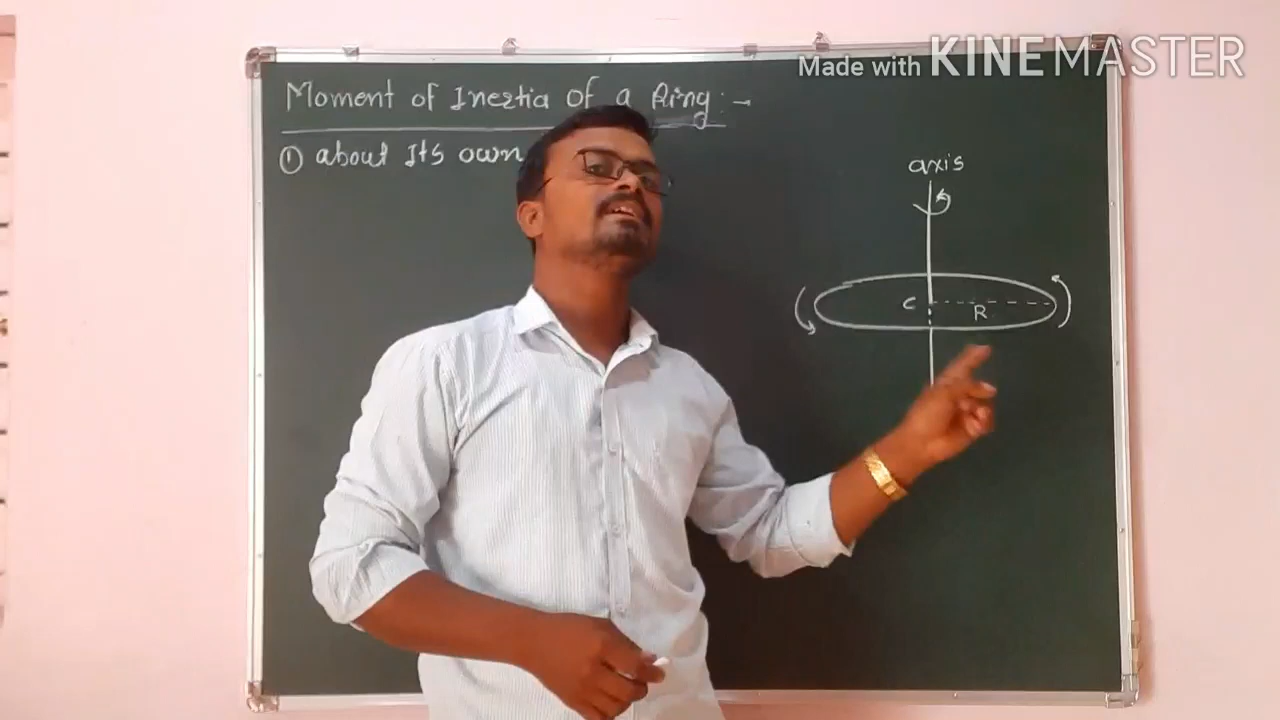 Made with KINEMASTER
Moment of Inertia of a Ring :-
① about Its own
axis
C
R